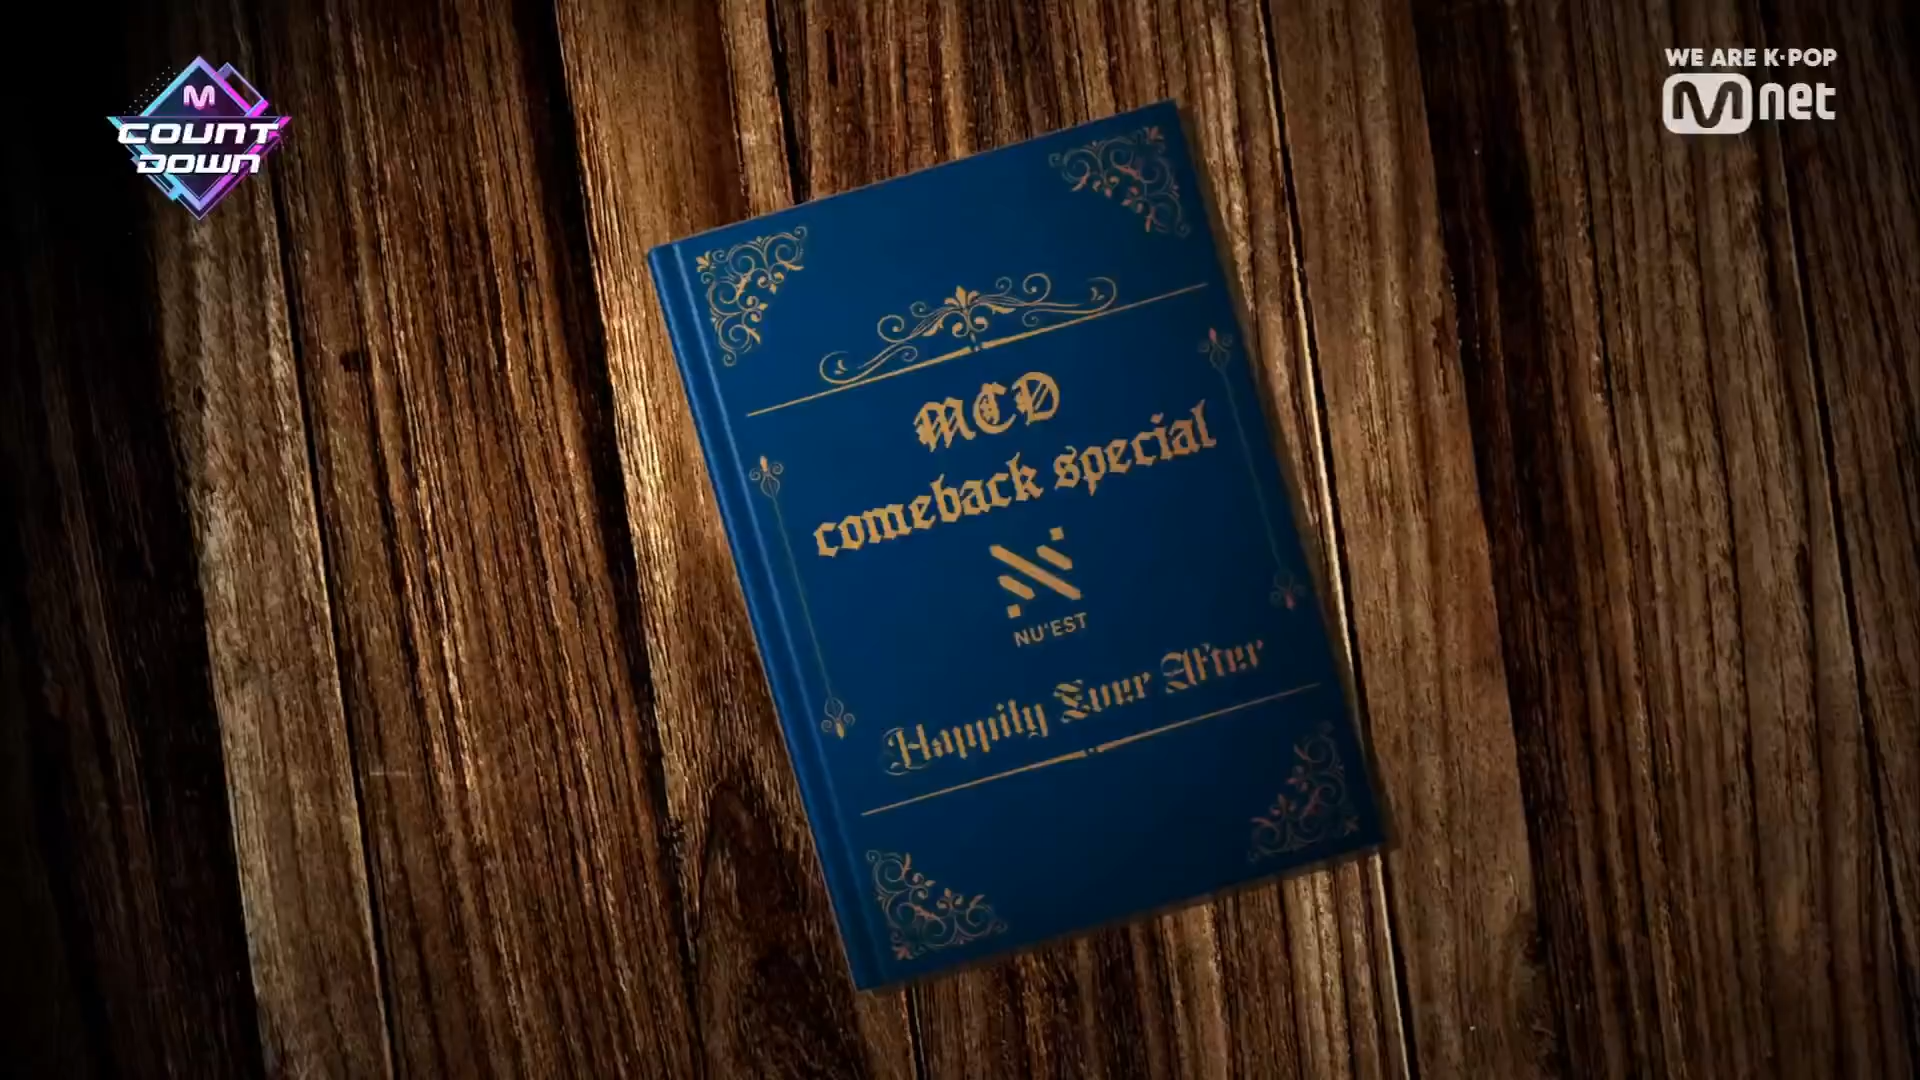 M
COUNT
DOWN
WE ARE K-POP
Mnet
MCD
comeback special
NU'EST
Happily Ever After